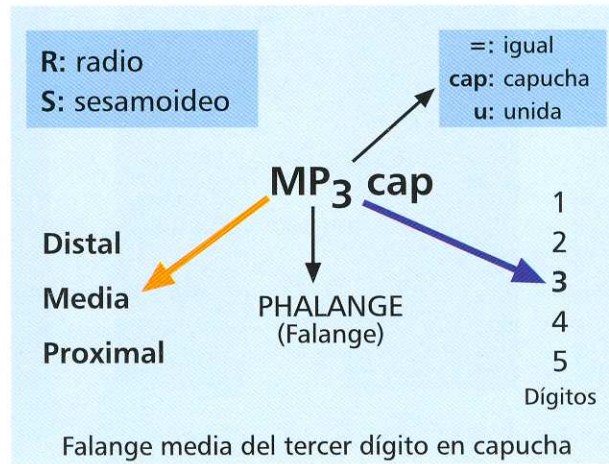 R: radio
S: sesamoideo
=: igual
cap: capucha
u: unida
MP3 cap
Distal
Media
Proximal
PHALANGE
(Falange)
1
2
3
4
5
Dígitos
Falange media del tercer dígito en capucha